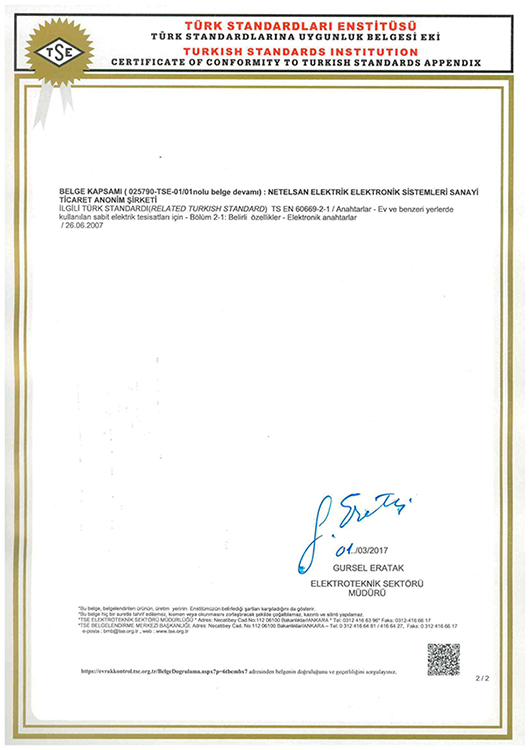 TSE
TÜRK STANDARDLARI ENSTİTÜSÜ
TÜRK STANDARDLARINA UYGUNLUK BELGESİ EKİ
TURKISH STANDARDS INSTITUTION
CERTIFICATE OF CONFORMITY TO TURKISH STANDARDS APPENDIX
BELGE KAPSAMI ( 025790-TSE-01/01nolu belge devamı) : NETELSAN ELEKTRİK ELEKTRONİK SİSTEMLERİ SANAYİ
TİCARET ANONİM ŞİRKETİ
İLGİLİ TÜRK STANDARDI(RELATED TURKISH STANDARD) TS EN 60669-2-1 / Anahtarlar - Ev ve benzeri yerlerde
kullanılan sabit elektrik tesisatları için - Bölüm 2-1: Belirli özellikler - Elektronik anahtarlar
/ 26.06.2007
01../03/2017
GURSEL ERATAK
ELEKTROTEKNİK SEKTÖRÜ
MÜDÜRÜ
*Bu belge, belgelendirilen ürünün, üretim yerinin Enstitümüzün belirlediği şartları karşıladığını da gösterir.
*Bu belge hiç bir suretle tahrif edilemez, kısmen veya okunmasını zorlaştıracak şekilde çoğaltılamaz, kazıntı ve silinti yapılamaz.
*TSE ELEKTROTEKNİK SEKTÖR MÜDÜRLÜĞÜ * Adres: Necatibey Cad.No:112 06100 Bakanlıklar/ANKARA * Tel: 0312 416 63 96* Faks: 0312-416 66 17
*TSE BELGELENDİRME MERKEZİ BAŞKANLIĞI, Adres: Necatibey Cad. No.112 06100 Bakanlıklar/ANKARA – Tel: 0 312 416 64 81 / 416 64 27, Faks: 0 312 416 66 17
e-posta : bmb@tse.org.tr , web : www.tse.org.tr
https://evrakkontrol.tse.org.tr/BelgeDogrulama.aspx?p=6tbcmbx7 adresinden belgenin doğruluğunu ve geçerliğini sorgulayınız.
2 / 2